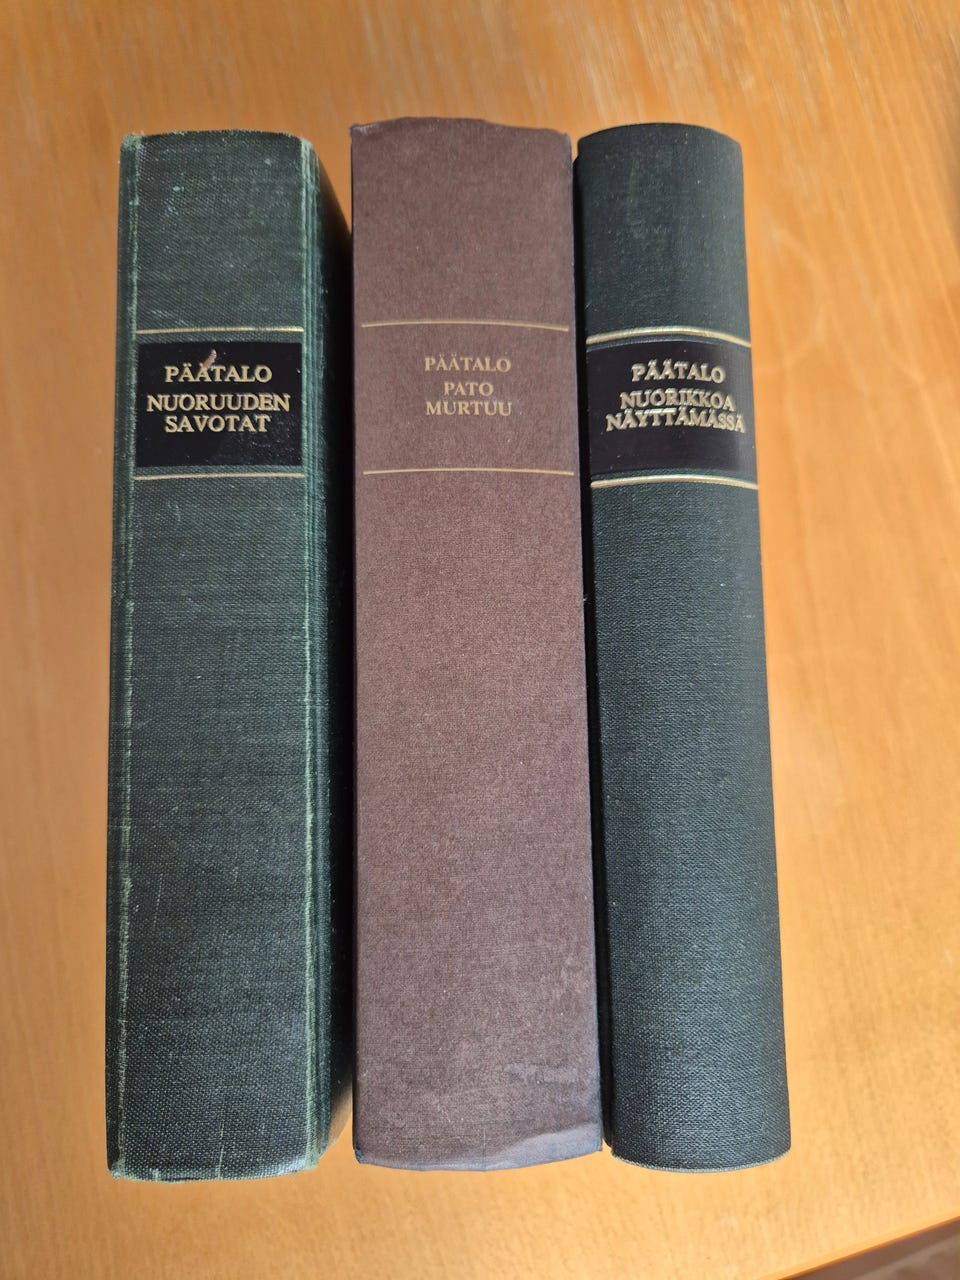 PÄÄTALO
NUORUUDEN
SAVOTAT
PÄÄTALO
PATO
MURTUU
PÄÄTALO
NUORIKKOA
NÄYTTÄMÄSSÄ